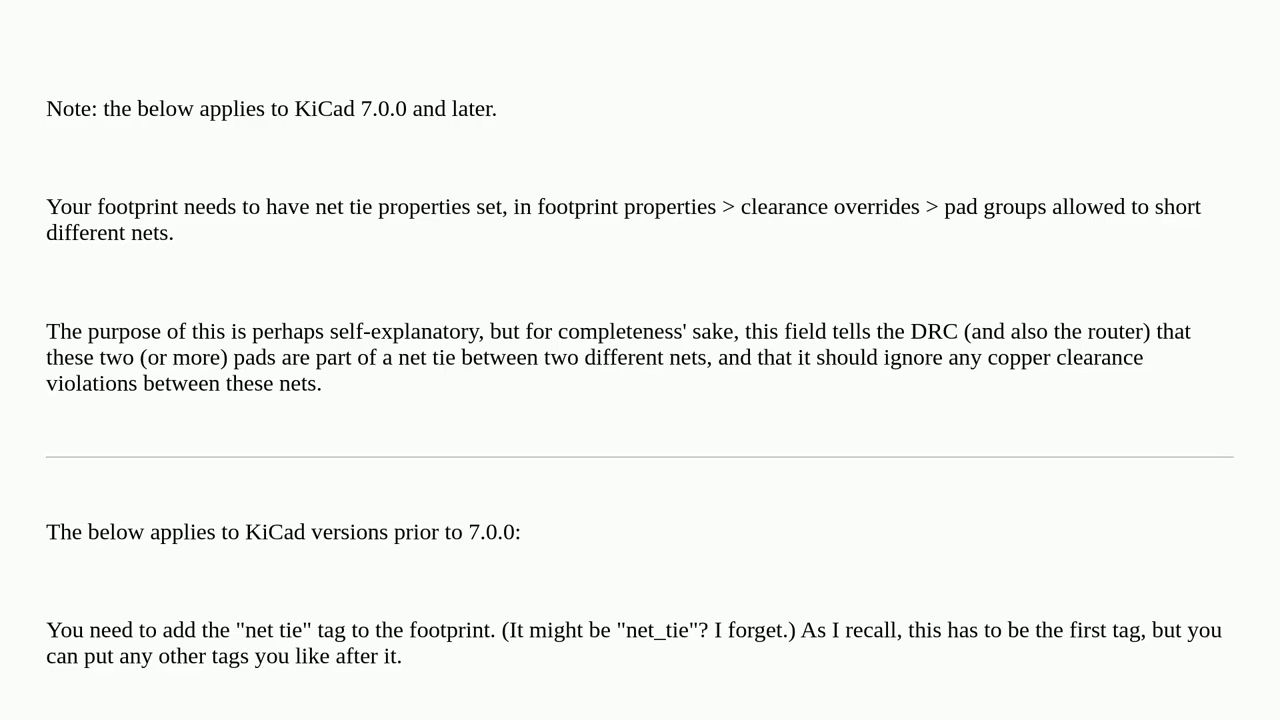 Note: the below applies to KiCad 7.0.0 and later.
Your footprint needs to have net tie properties set, in footprint properties > clearance overrides > pad groups allowed to short
different nets.
The purpose of this is perhaps self-explanatory, but for completeness' sake, this field tells the DRC (and also the router) that
these two (or more) pads are part of a net tie between two different nets, and that it should ignore any copper clearance
violations between these nets.
The below applies to KiCad versions prior to 7.0.0:
You need to add the "net tie" tag to the footprint. (It might be "net_tie"? I forget.) As I recall, this has to be the first tag, but you
can put any other tags you like after it.